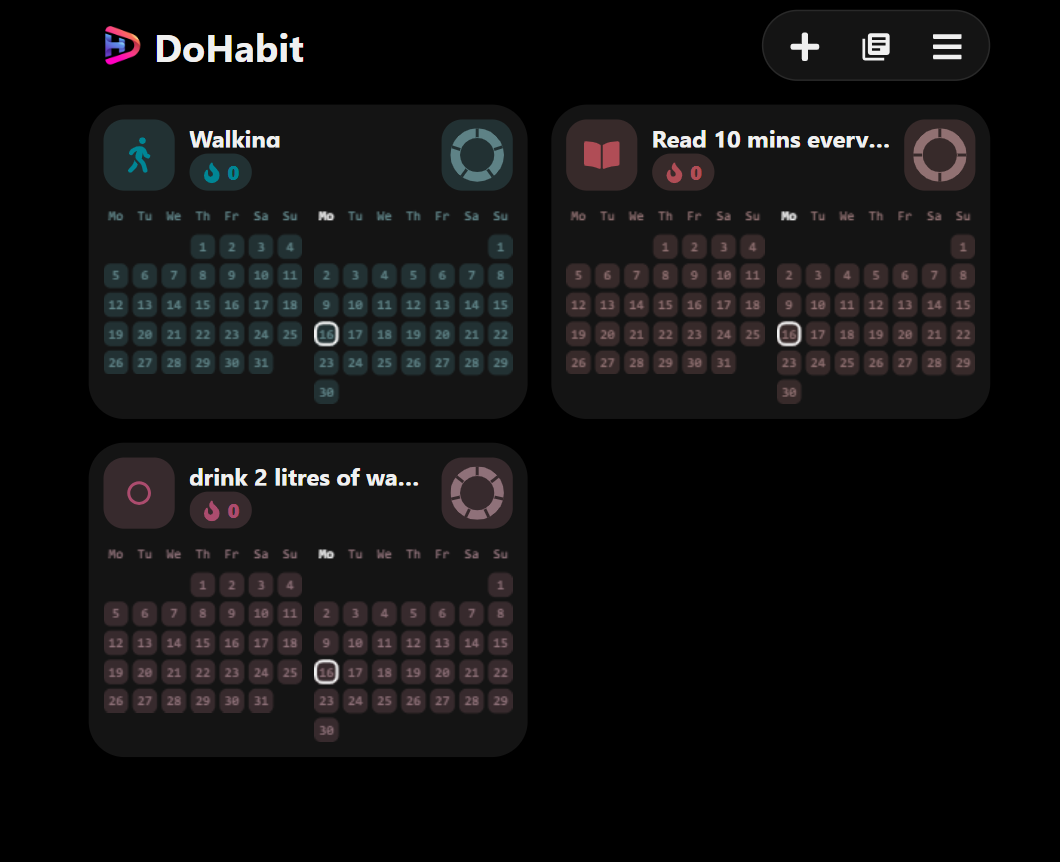 DoHabit
Walking
0
Mo Tu We Th Fr Sa Su Mo Tu We Th Fr Sa Su
1 2 3 4 1
5 6 7 8 9 10 11 2 3 4 5 6 7 8
12 13 14 15 16 17 18 9 10 11 12 13 14 15
19 20 21 22 23 24 25 16 17 18 19 20 21 22
26 27 28 29 30 31 23 24 25 26 27 28 29
30
Read 10 mins every...
0
Mo Tu We Th Fr Sa Su Mo Tu We Th Fr Sa Su
1 2 3 4 1
5 6 7 8 9 10 11 2 3 4 5 6 7 8
12 13 14 15 16 17 18 9 10 11 12 13 14 15
19 20 21 22 23 24 25 16 17 18 19 20 21 22
26 27 28 29 30 31 23 24 25 26 27 28 29
30
drink 2 litres of wa...
0
Mo Tu We Th Fr Sa Su Mo Tu We Th Fr Sa Su
1 2 3 4 1
5 6 7 8 9 10 11 2 3 4 5 6 7 8
12 13 14 15 16 17 18 9 10 11 12 13 14 15
19 20 21 22 23 24 25 16 17 18 19 20 21 22
26 27 28 29 30 31 23 24 25 26 27 28 29
30